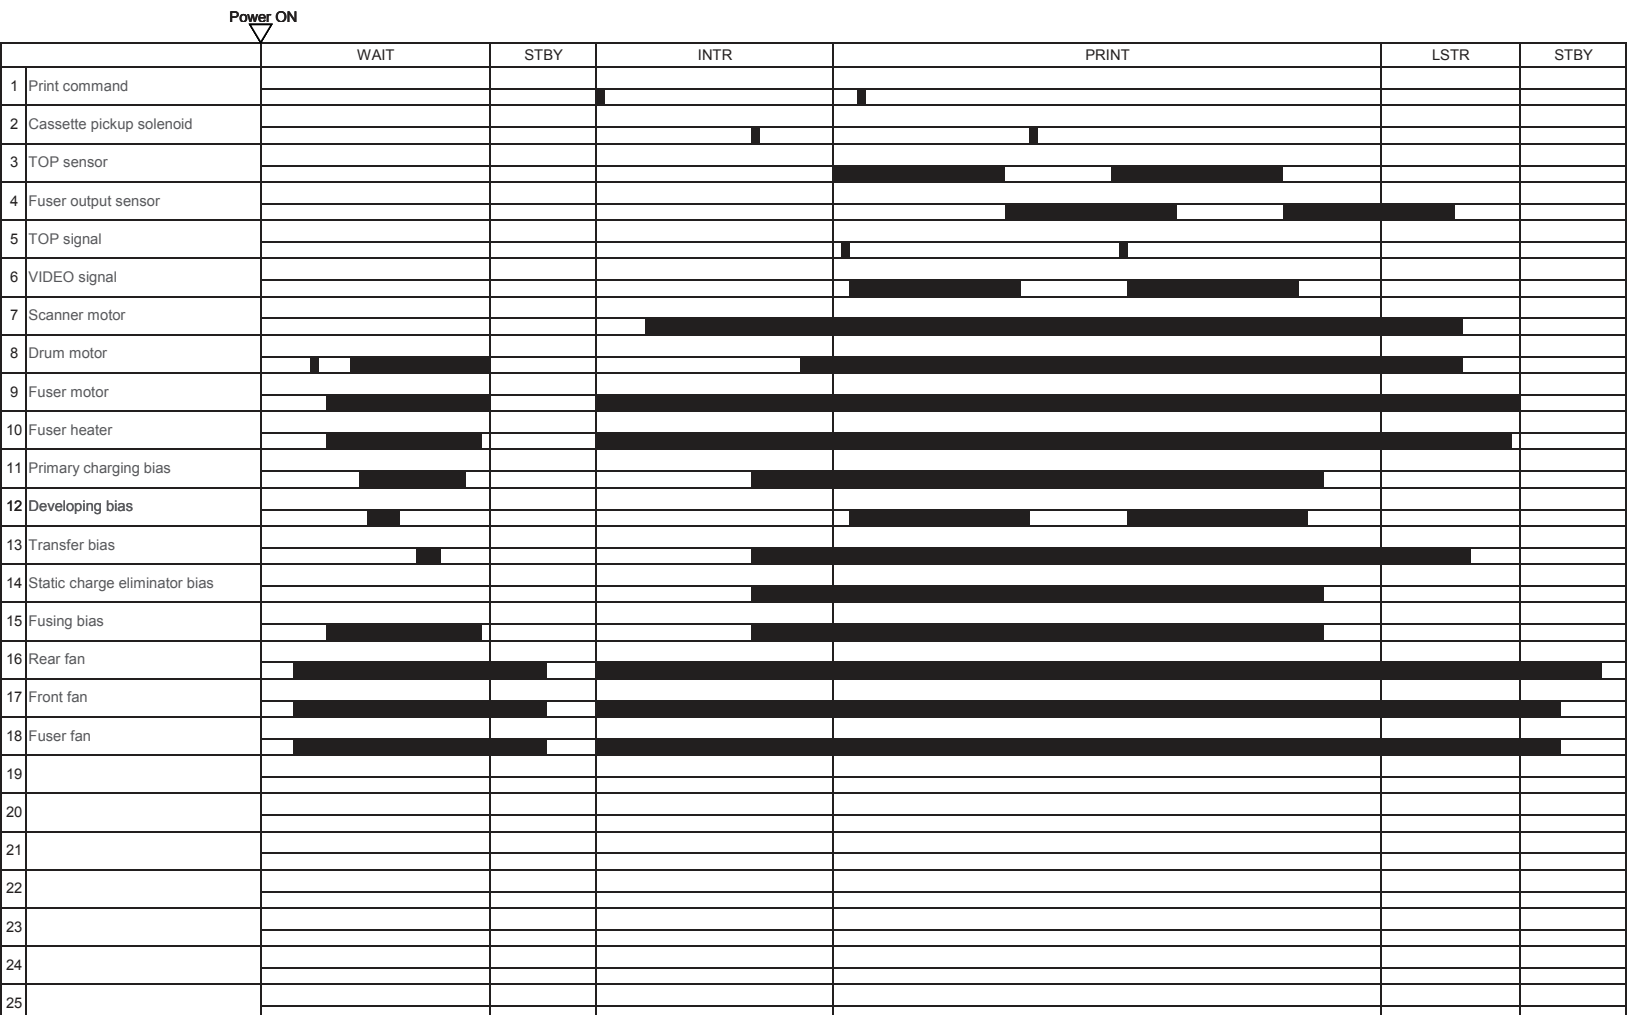 Power ON
WAIT STBY INTR PRINT LSTR STBY
1 Print command
2 Cassette pickup solenoid
3 TOP sensor
4 Fuser output sensor
5 TOP signal
6 VIDEO signal
7 Scanner motor
8 Drum motor
9 Fuser motor
10 Fuser heater
11 Primary charging bias
12 Developing bias
13 Transfer bias
14 Static charge eliminator bias
15 Fusing bias
16 Rear fan
17 Front fan
18 Fuser fan
19
20
21
22
23
24
25